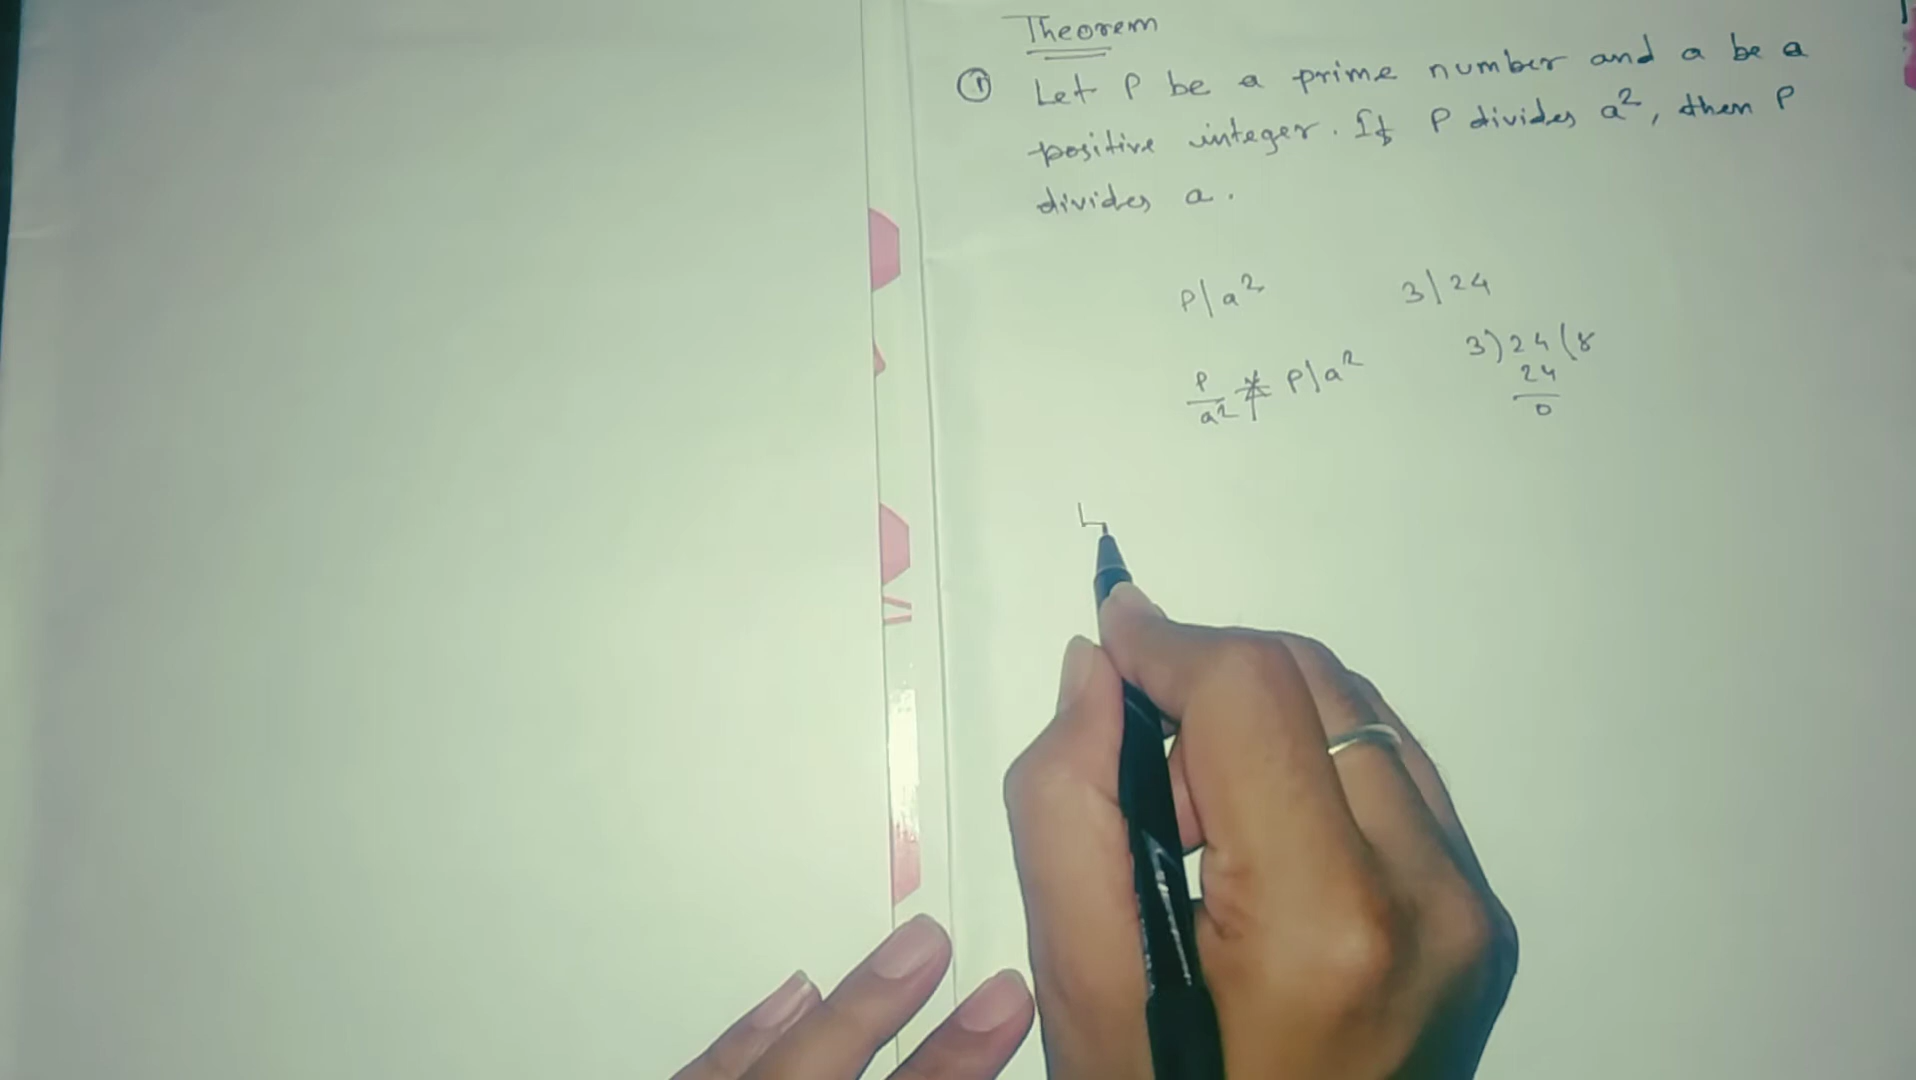 Theorem
① Let P be a prime number and a be a
positive integer. If P divides a², then P
divides a.
P|a² 3|24
3)24(8
P/a² ≠ P|a² 24
0
4